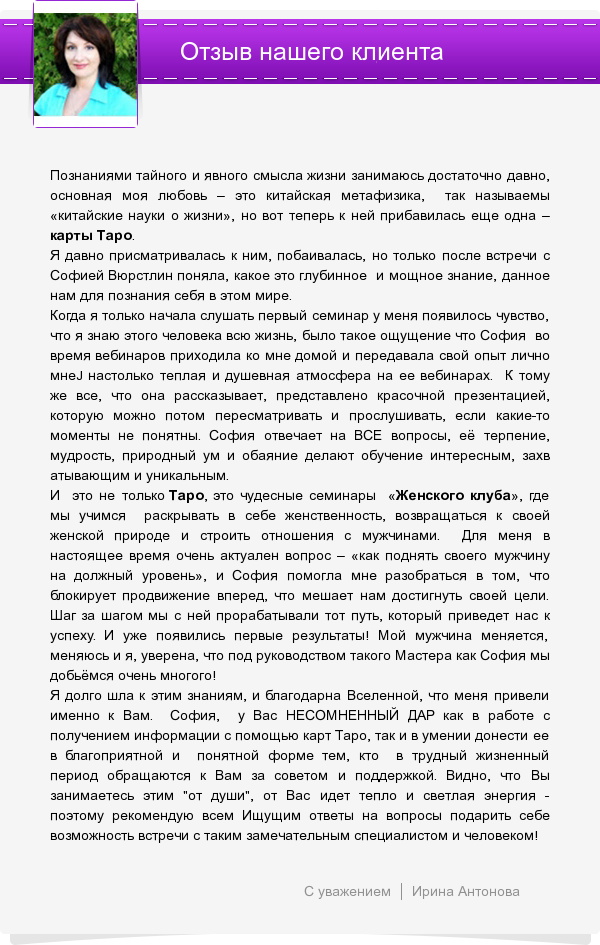 Отзыв нашего клиента
Познаниями тайного и явного смысла жизни занимаюсь достаточно давно,
основная моя любовь – это китайская метафизика, так называемы
«китайские науки о жизни», но вот теперь к ней прибавилась еще одна –
карты Таро.
Я давно присматривалась к ним, побаивалась, но только после встречи с
Софией Вюрстлин поняла, какое это глубинное и мощное знание, данное
нам для познания себя в этом мире.
Когда я только начала слушать первый семинар у меня появилось чувство,
что я знаю этого человека всю жизнь, было такое ощущение что София во
время вебинаров приходила ко мне домой и передавала свой опыт лично
мнеJ настолько теплая и душевная атмосфера на ее вебинарах. К тому
же все, что она рассказывает, представлено красочной презентацией,
которую можно потом пересматривать и прослушивать, если какие-то
моменты не понятны. София отвечает на ВСЕ вопросы, её терпение,
мудрость, природный ум и обаяние делают обучение интересным, захв
атывающим и уникальным.
И это не только Таро, это чудесные семинары «Женского клуба», где
мы учимся раскрывать в себе женственность, возвращаться к своей
женской природе и строить отношения с мужчинами. Для меня в
настоящее время очень актуален вопрос – «как поднять своего мужчину
на должный уровень», и София помогла мне разобраться в том, что
блокирует продвижение вперед, что мешает нам достигнуть своей цели.
Шаг за шагом мы с ней прорабатывали тот путь, который приведет нас к
успеху. И уже появились первые результаты! Мой мужчина меняется,
меняюсь и я, уверена, что под руководством такого Мастера как София мы
добьёмся очень многого!
Я долго шла к этим знаниям, и благодарна Вселенной, что меня привели
именно к Вам. София, у Вас НЕСОМНЕННЫЙ ДАР как в работе с
получением информации с помощью карт Таро, так и в умении донести ее
в благоприятной и понятной форме тем, кто в трудный жизненный
период обращаются к Вам за советом и поддержкой. Видно, что Вы
занимаетесь этим "от души", от Вас идет тепло и светлая энергия -
поэтому рекомендую всем Ищущим ответы на вопросы подарить себе
возможность встречи с таким замечательным специалистом и человеком!
С уважением | Ирина Антонова